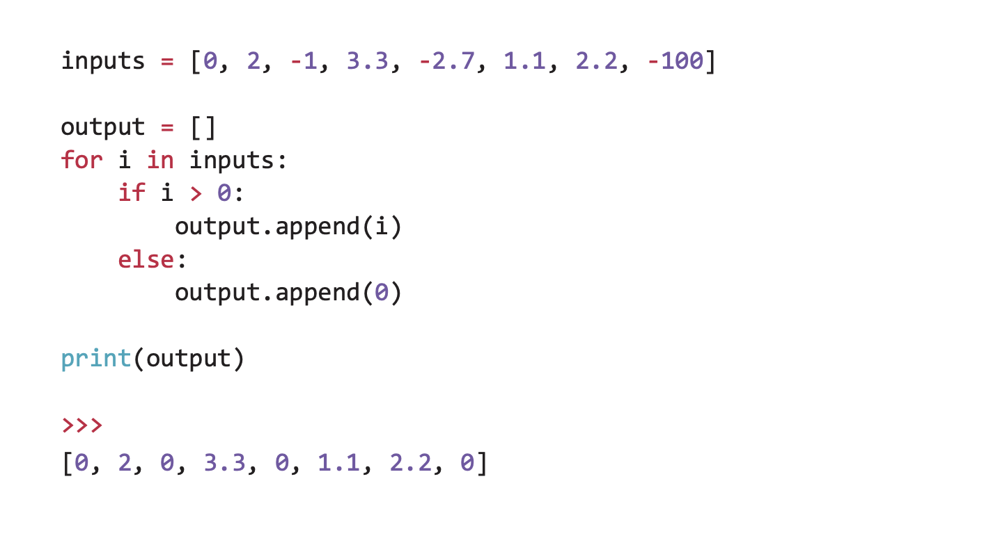 inputs = [0, 2, -1, 3.3, -2.7, 1.1, 2.2, -100]
output = []
for i in inputs:
    if i > 0:
        output.append(i)
    else:
        output.append(0)
print(output)
>>>
[0, 2, 0, 3.3, 0, 1.1, 2.2, 0]